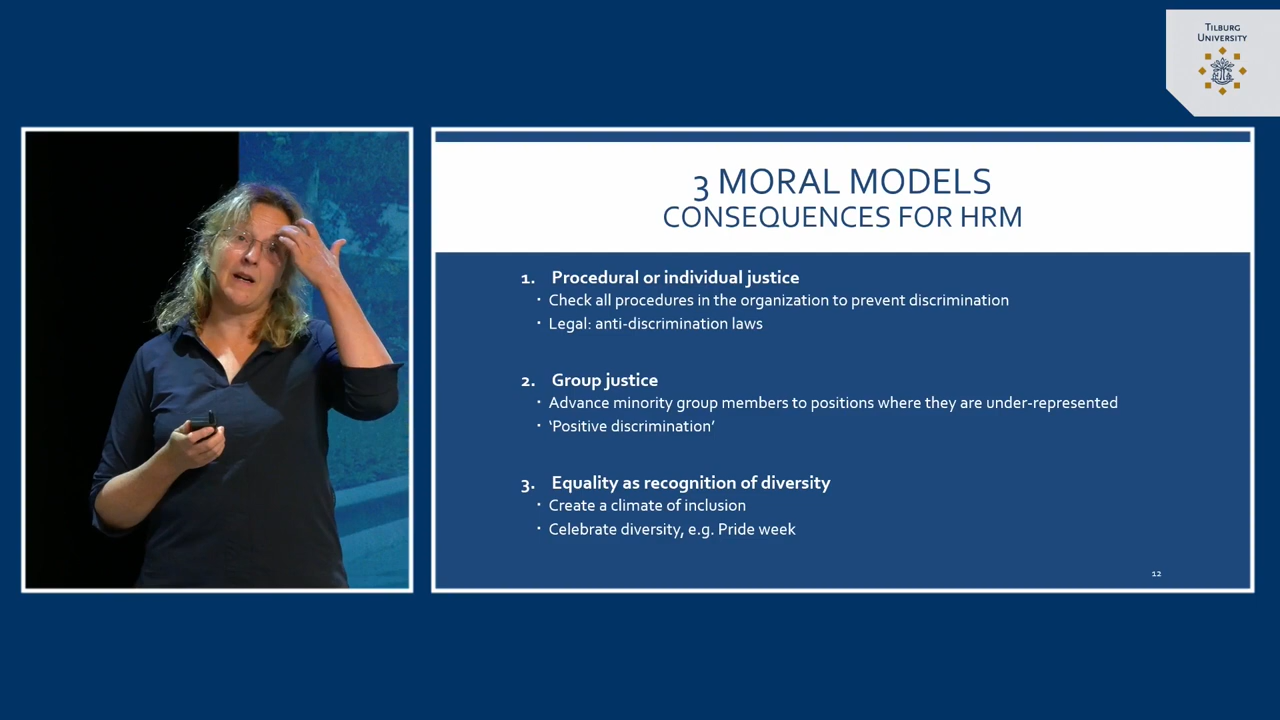 TILBURG
UNIVERSITY
3 MORAL MODELS
CONSEQUENCES FOR HRM
1. Procedural or individual justice
· Check all procedures in the organization to prevent discrimination
· Legal: anti-discrimination laws
2. Group justice
· Advance minority group members to positions where they are under-represented
· ‘Positive discrimination’
3. Equality as recognition of diversity
· Create a climate of inclusion
· Celebrate diversity, e.g. Pride week
12